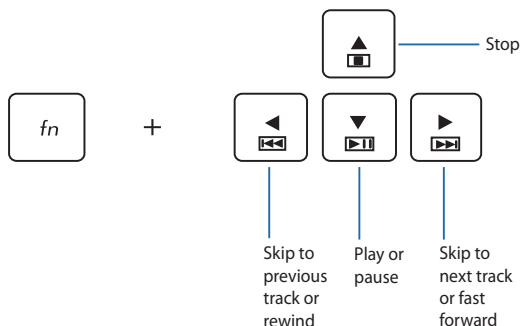 Stop
fn
+
Skip to
previous
track or
rewind
Play or
pause
Skip to
next track
or fast
forward